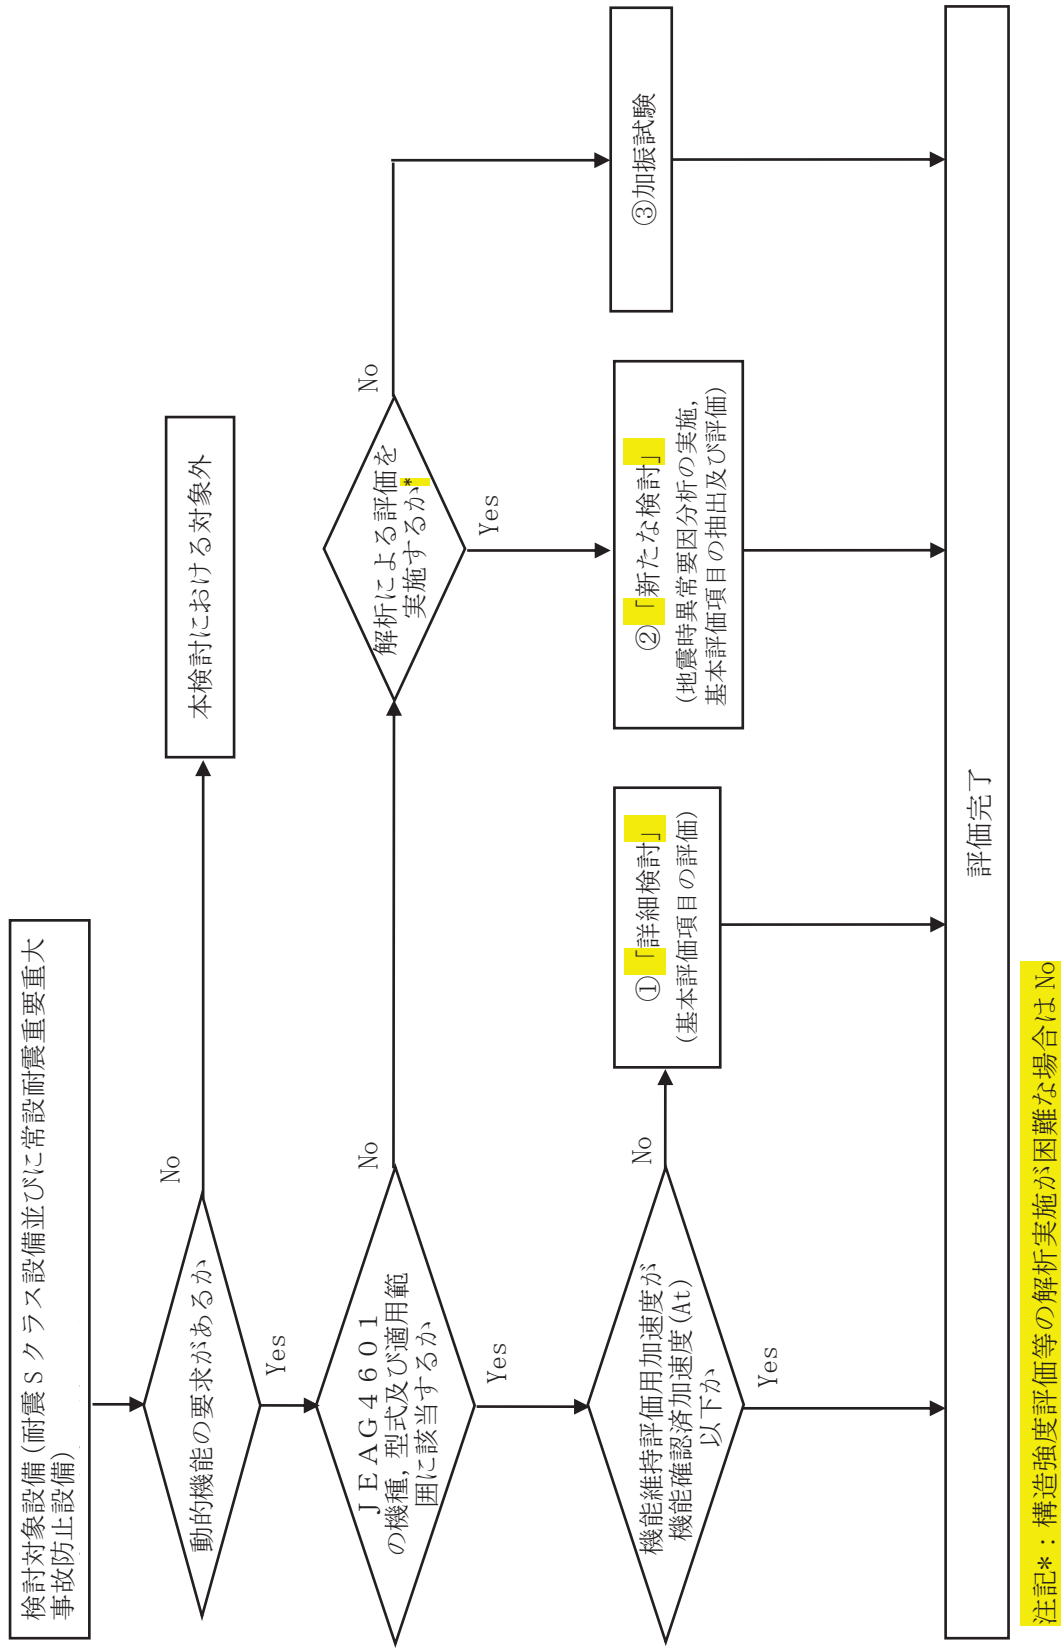 検討対象設備(耐震Sクラス設備並びに常設耐震重要重大
事故防止設備)
動的機能の要求があるか
No
本検討における対象外
Yes
JEAG4601
の機種,型式及び適用範
囲に該当するか
No
解析による評価を
実施するか*
No
Yes
Yes
機能維持評価用加速度が
機能確認済加速度(At)
以下か
No
①「詳細検討」
(基本評価項目の評価)
②「新たな検討」
(地震時異常要因分析の実施,
基本評価項目の抽出及び評価)
③加振試験
Yes
評価完了
注記*:構造強度評価等の解析実施が困難な場合はNo